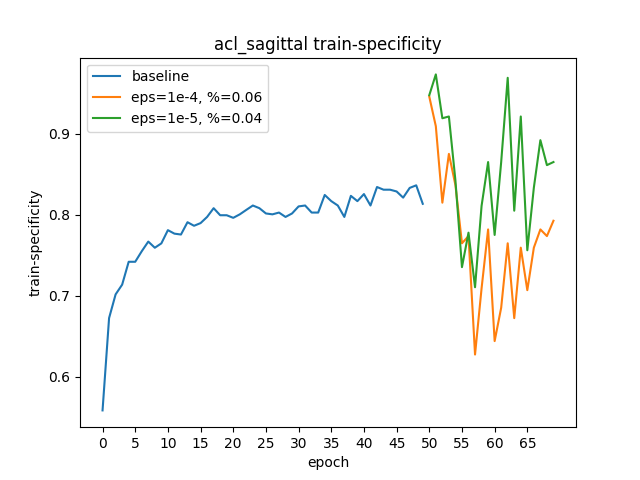 acl_sagittal train-specificity
baseline
eps=1e-4, %=0.06
eps=1e-5, %=0.04
train-specificity
0.9
0.8
0.7
0.6
0 5 10 15 20 25 30 35 40 45 50 55 60 65
epoch